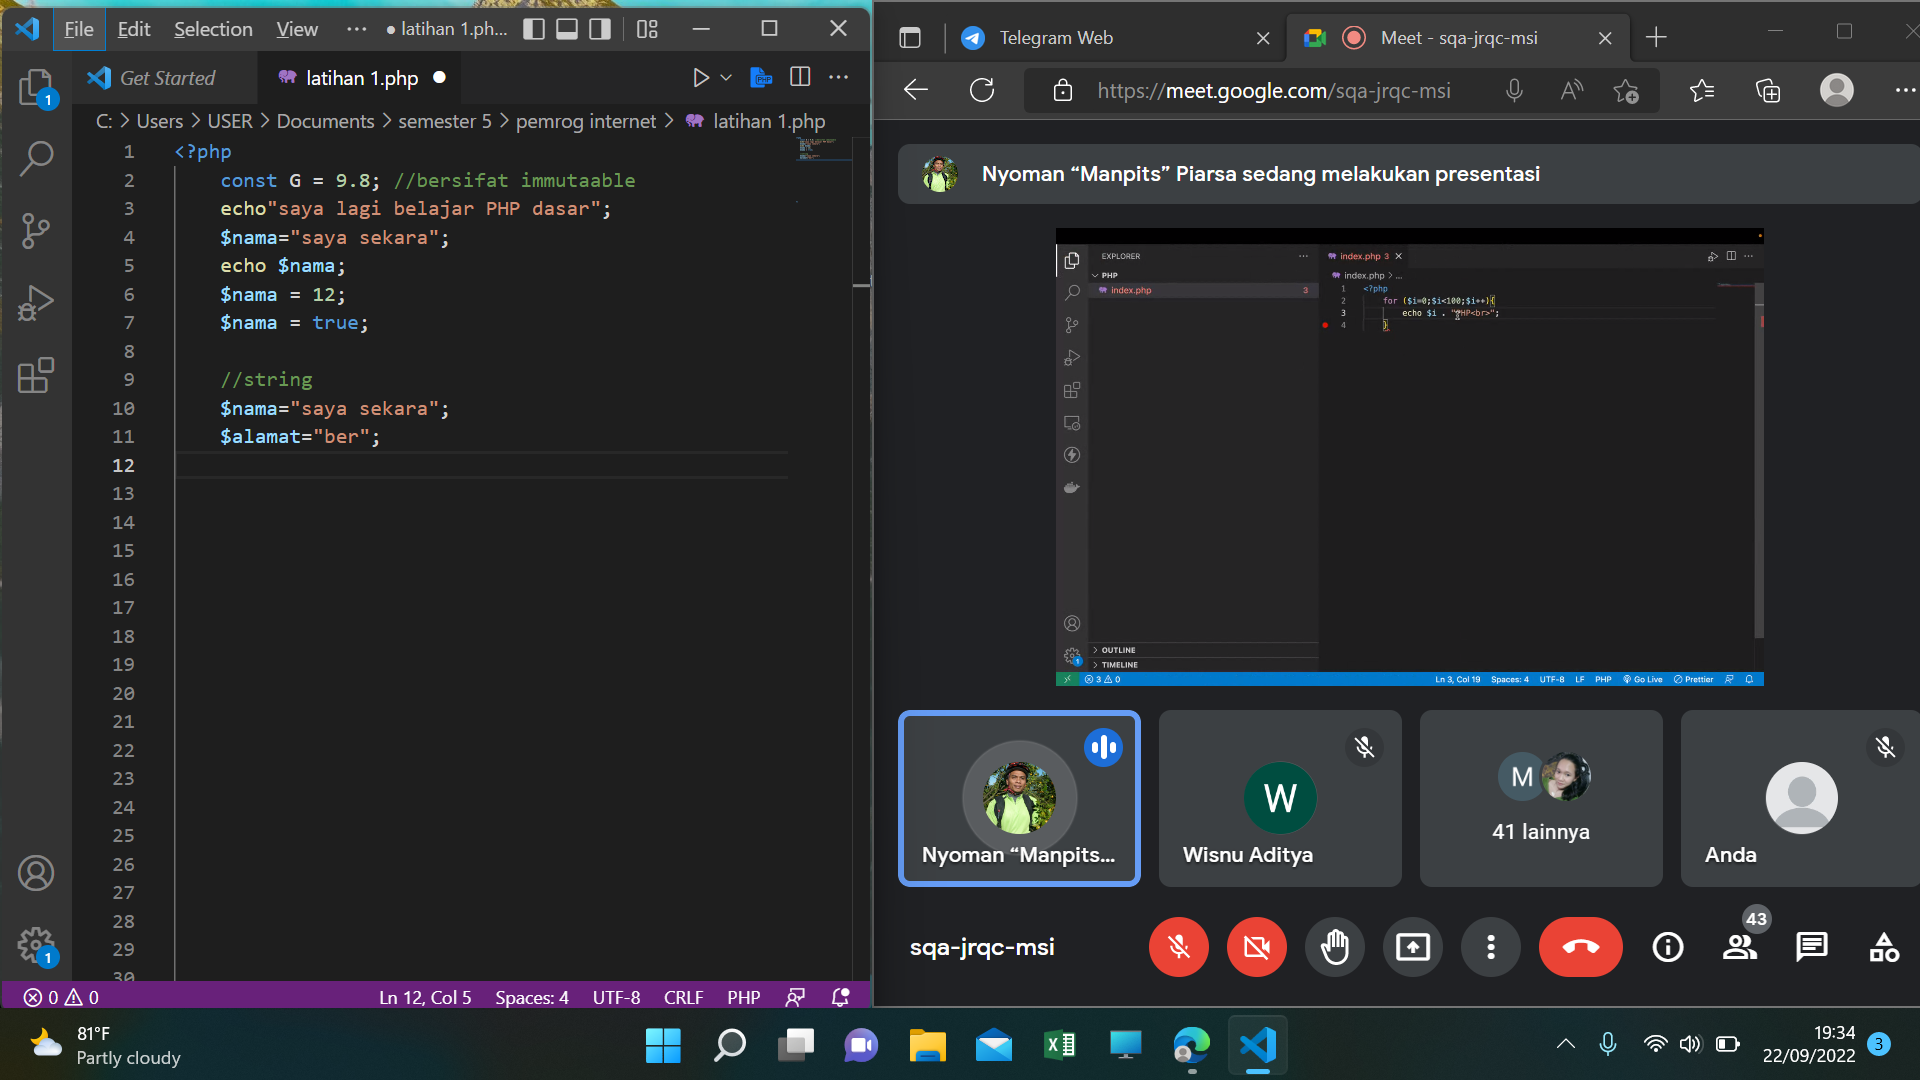 File Edit Selection View ··· ● latihan 1.ph...
Get Started latihan 1.php ●
C: > Users > USER > Documents > semester 5 > pemrog internet > latihan 1.php
1 <?php
2 const G = 9.8; //bersifat immutaable
3 echo"saya lagi belajar PHP dasar";
4 $nama="saya sekara";
5 echo $nama;
6 $nama = 12;
7 $nama = true;
8
9 //string
10 $nama="saya sekara";
11 $alamat="ber";
12
13
14
15
16
17
18
19
20
21
22
23
24
25
26
27
28
29
30
1
1
0 0
Ln 12, Col 5 Spaces: 4 UTF-8 CRLF PHP
Telegram Web Meet - sqa-jrqc-msi
https://meet.google.com/sqa-jrqc-msi
Nyoman “Manpits” Piarsa sedang melakukan presentasi
EXPLORER ···
PHP
index.php 3
OUTLINE
TIMELINE
index.php 3
index.php > ...
1 <?php
2 for ($i=0;$i<100;$i++){
3 echo $i . "PHP<br>";
4 }
1
3 0
Ln 3, Col 19 Spaces: 4 UTF-8 LF PHP Go Live Prettier
Nyoman “Manpits...
W
Wisnu Aditya
M
41 lainnya
Anda
sqa-jrqc-msi
43
81°F
Partly cloudy
19:34
22/09/2022
3